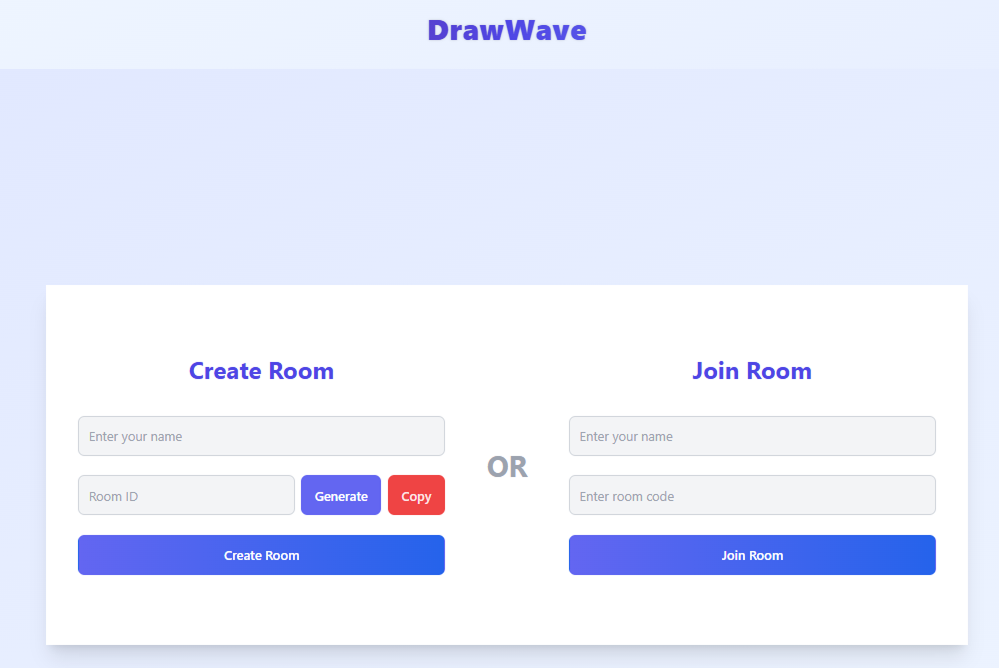 DrawWave
Create Room
Enter your name
Room ID
Generate
Copy
Create Room
OR
Join Room
Enter your name
Enter room code
Join Room